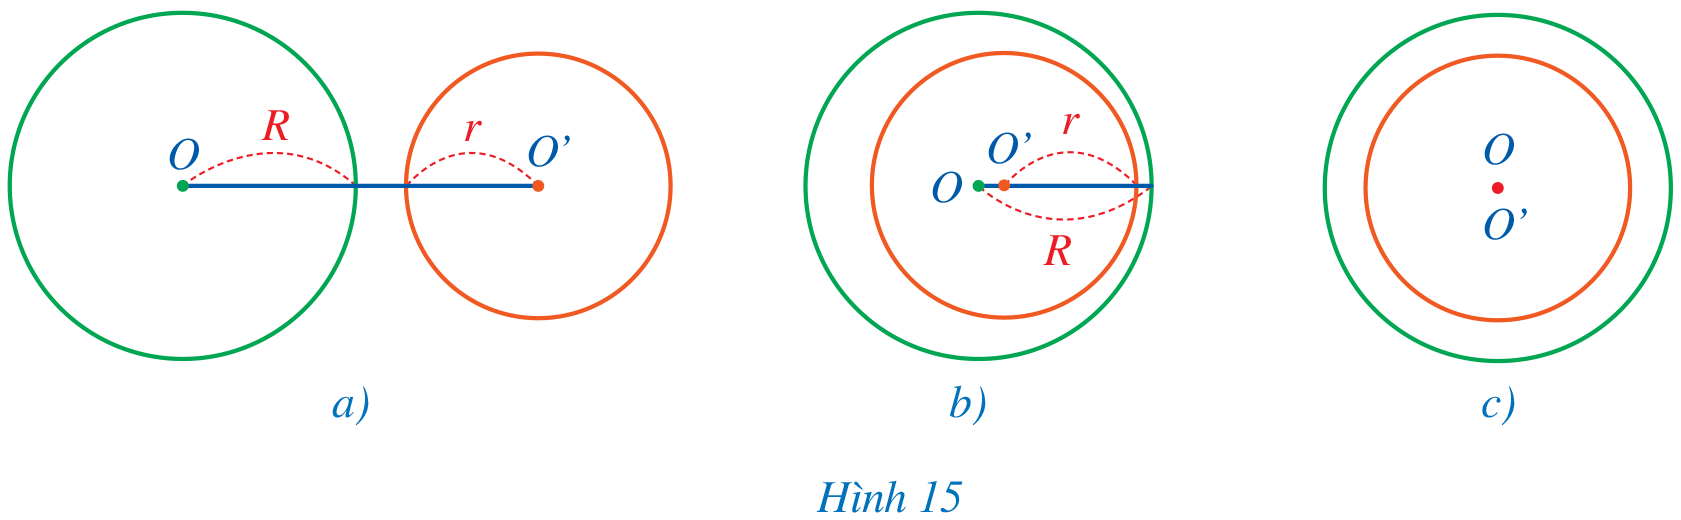 O R r O’
O O’ r R
O
O’
a) b) c)
Hình 15